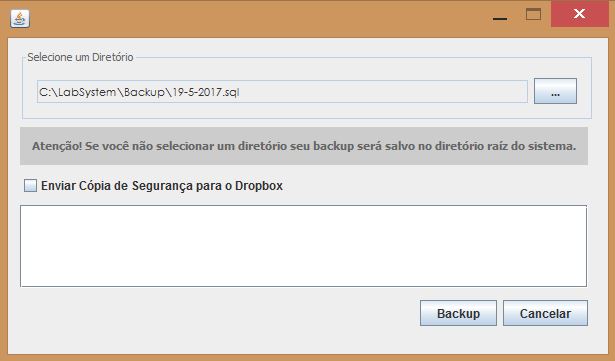 Selecione um Diretório
C:\LabSystem\Backup\19-5-2017.sql
...
Atenção! Se você não selecionar um diretório seu backup será salvo no diretório raíz do sistema.
Enviar Cópia de Segurança para o Dropbox
Backup Cancelar